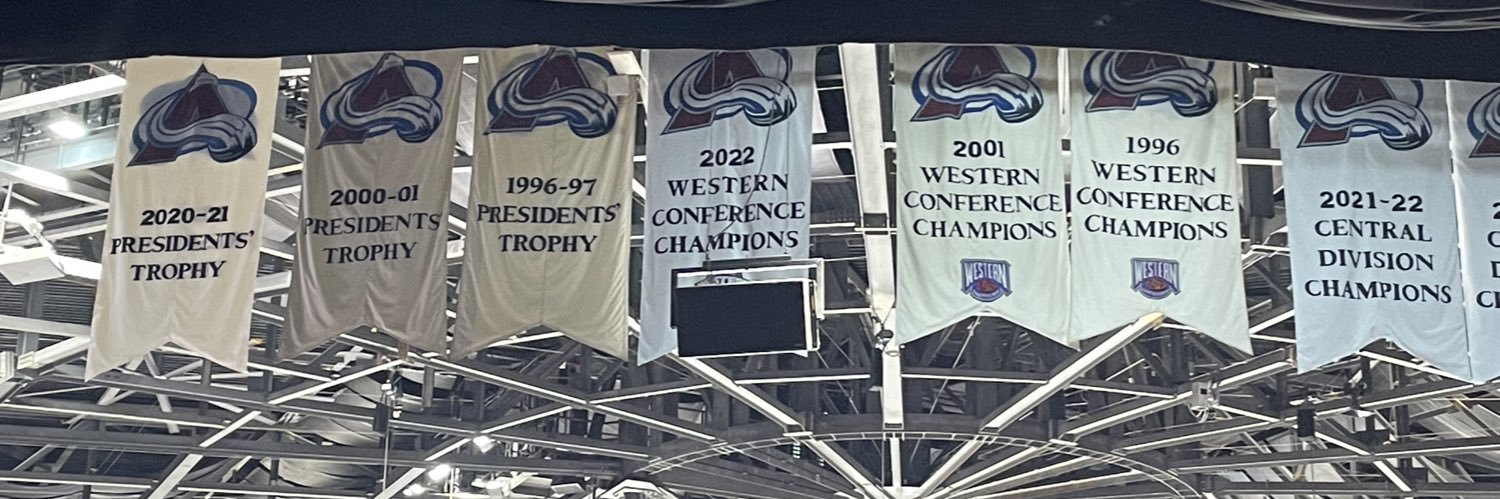 2020-21
PRESIDENTS'
TROPHY
2000-01
PRESIDENTS
TROPHY
1996-97
PRESIDENTS'
TROPHY
2022
WESTERN
CONFERENCE
CHAMPIONS
2001
WESTERN
CONFERENCE
CHAMPIONS
WESTERN
1996
WESTERN
CONFERENCE
CHAMPIONS
WESTERN
2021-22
CENTRAL
DIVISION
CHAMPIONS